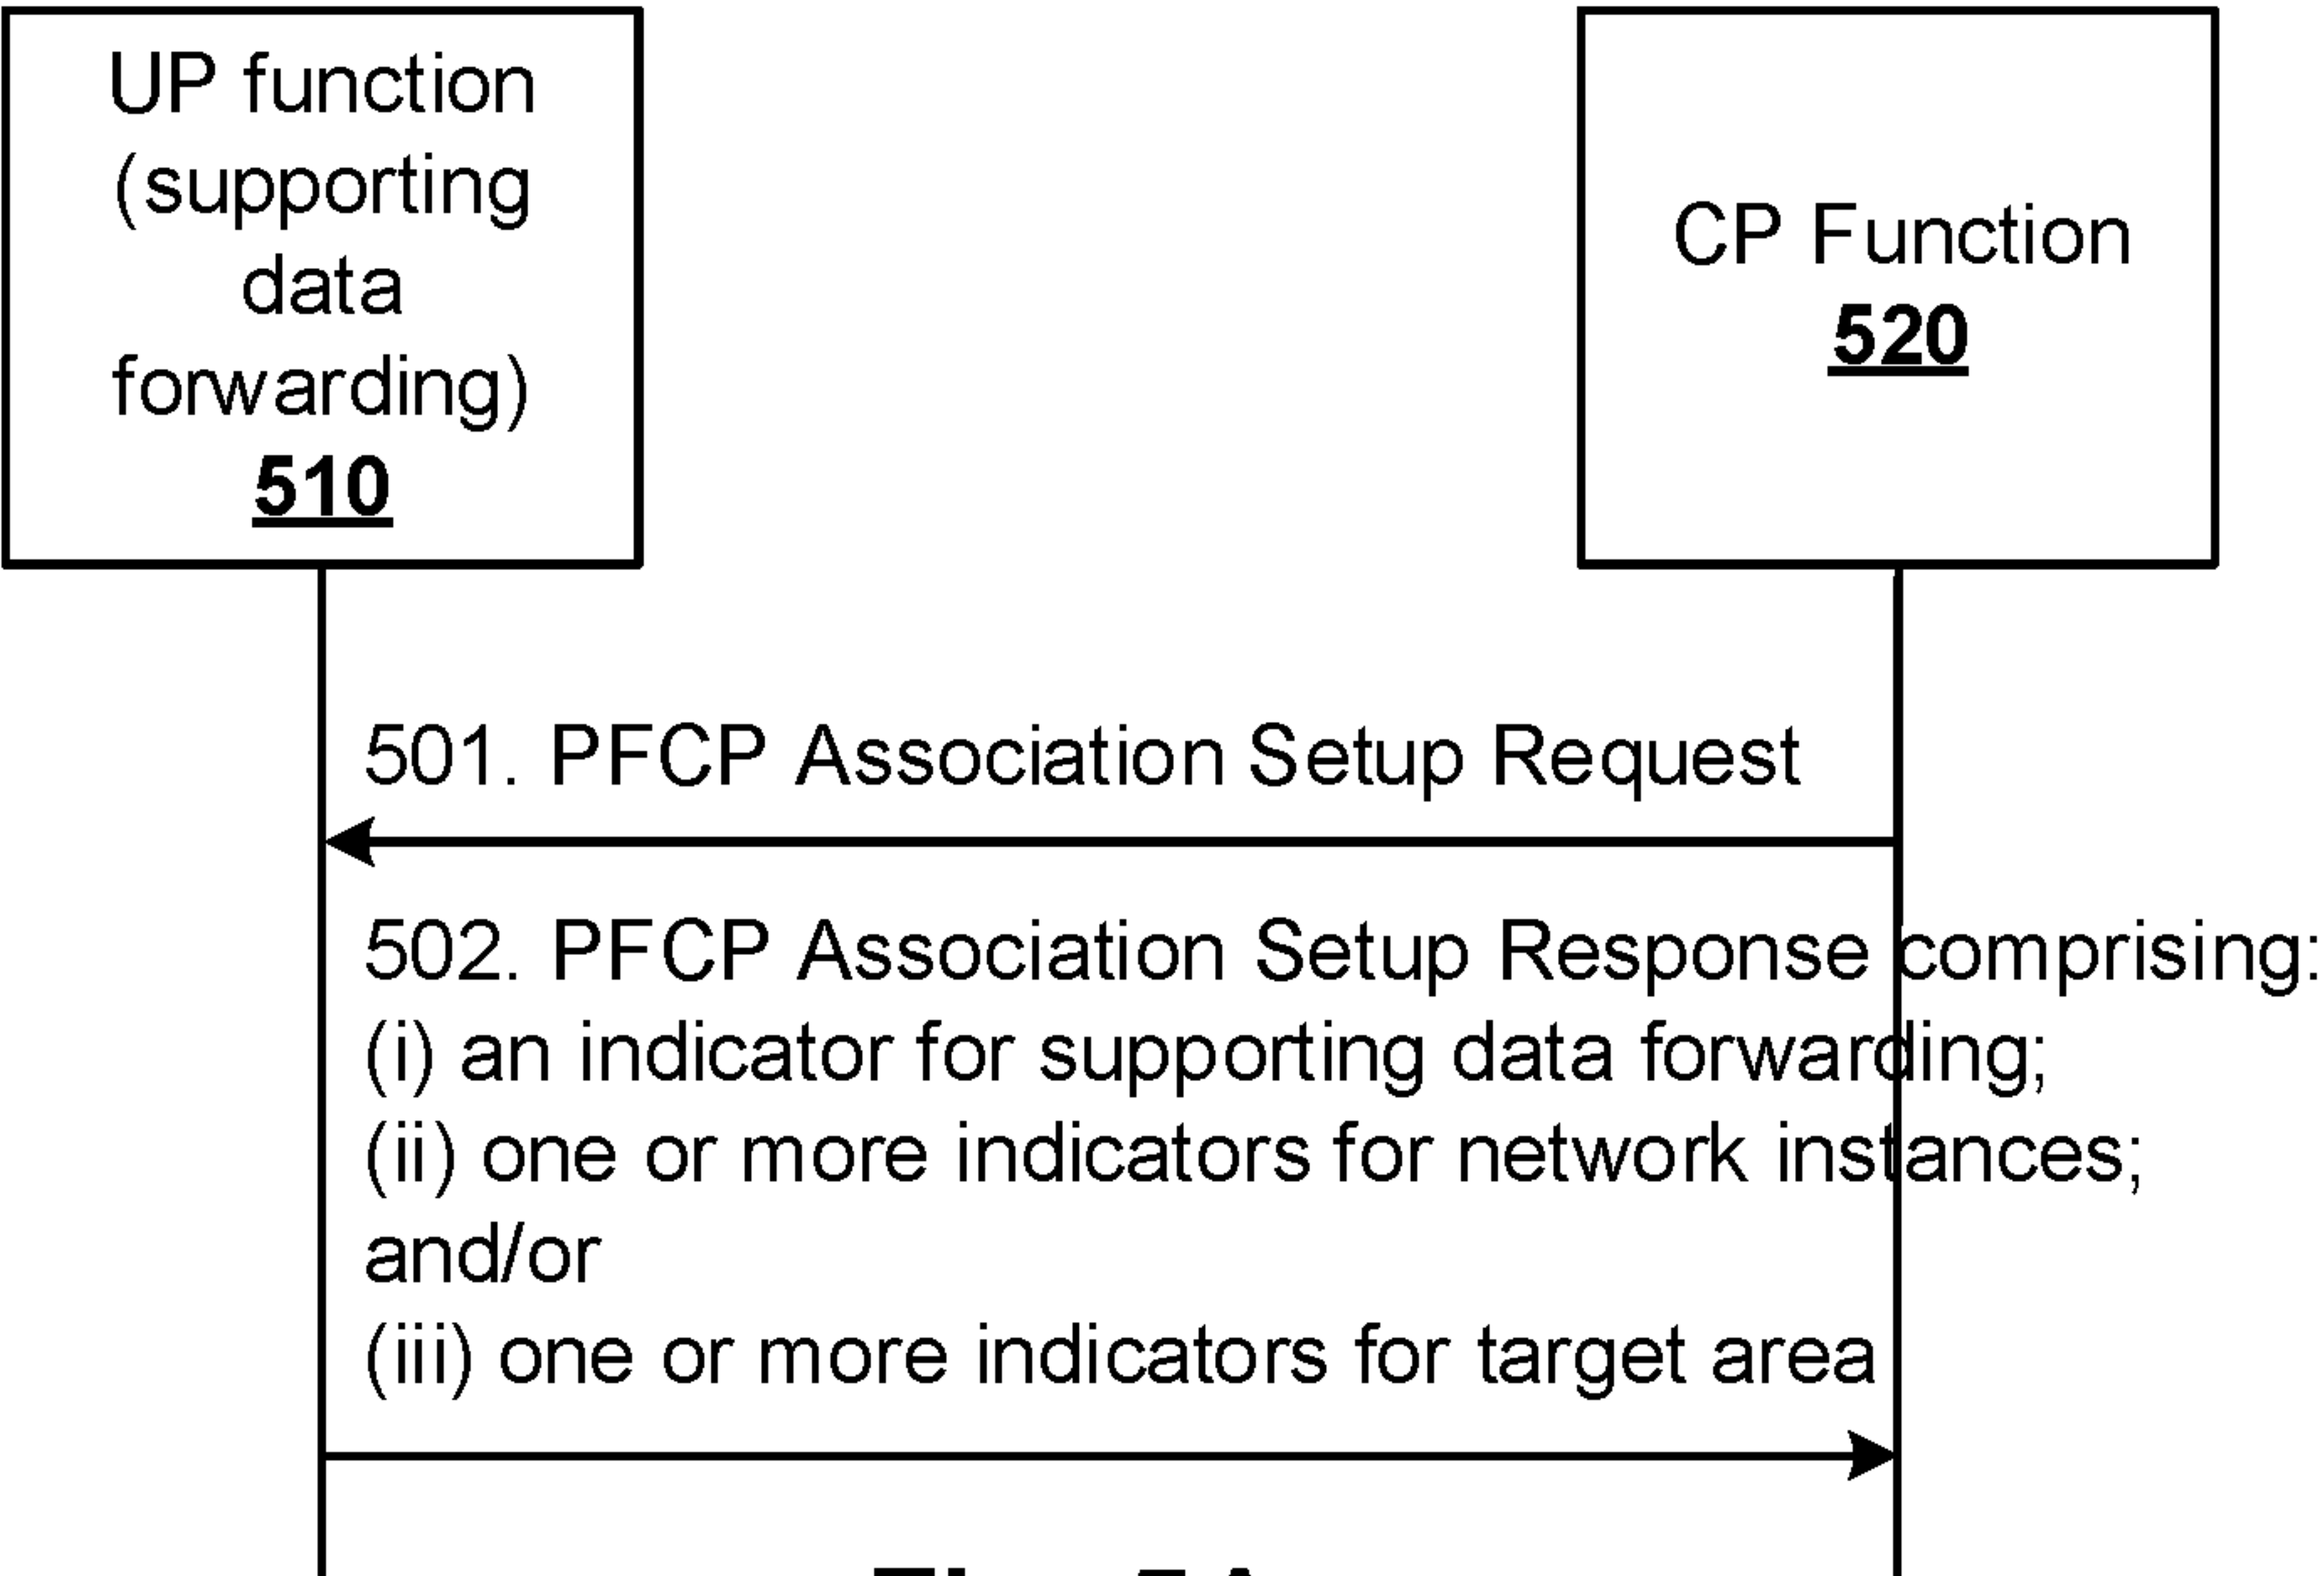 UP function
(supporting
data
forwarding)
510
CP Function
520
501. PFCP Association Setup Request
502. PFCP Association Setup Response comprising:
(i) an indicator for supporting data forwarding;
(ii) one or more indicators for network instances;
and/or
(iii) one or more indicators for target area